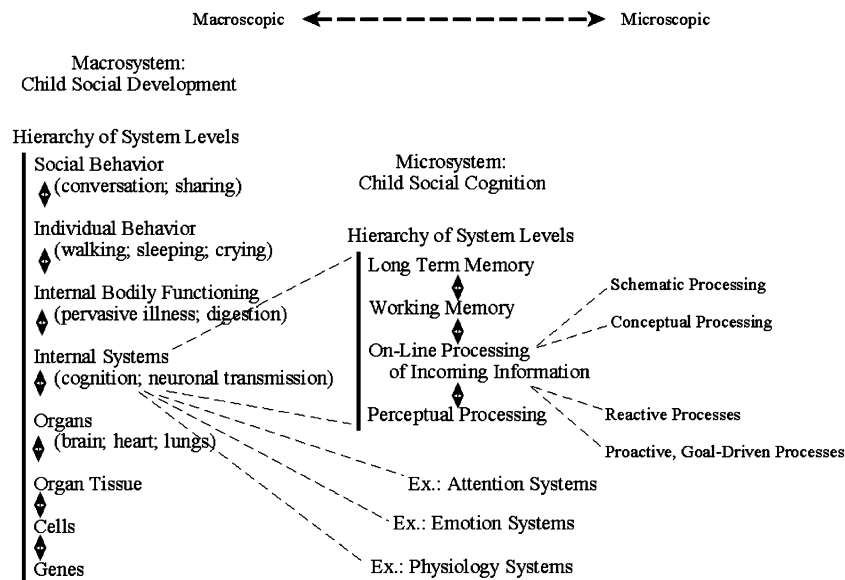 Macroscopic
Microscopic
Macrosystem:
Child Social Development
Hierarchy of System Levels
Social Behavior
(conversation; sharing)
Individual Behavior
(walking; sleeping; crying)
Internal Bodily Functioning
(pervasive illness; digestion)
Internal Systems
(cognition; neuronal transmission)
Organs
(brain; heart; lungs)
Organ Tissue
Cells
Genes
Microsystem:
Child Social Cognition
Hierarchy of System Levels
Long Term Memory
Working Memory
On-Line Processing
of Incoming Information
Perceptual Processing
Schematic Processing
Conceptual Processing
Reactive Processes
Proactive, Goal-Driven Processes
Ex.: Attention Systems
Ex.: Emotion Systems
Ex.: Physiology Systems